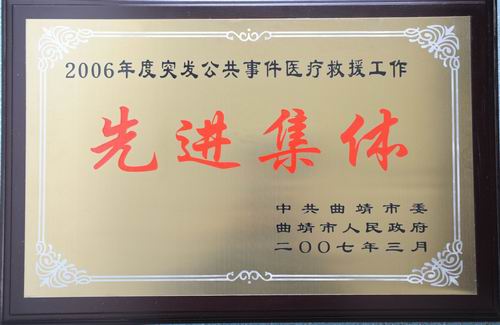 2006年度突发公共事件医疗救援工作
先进集体
中共曲靖市委
曲靖市人民政府
二〇〇七年三月